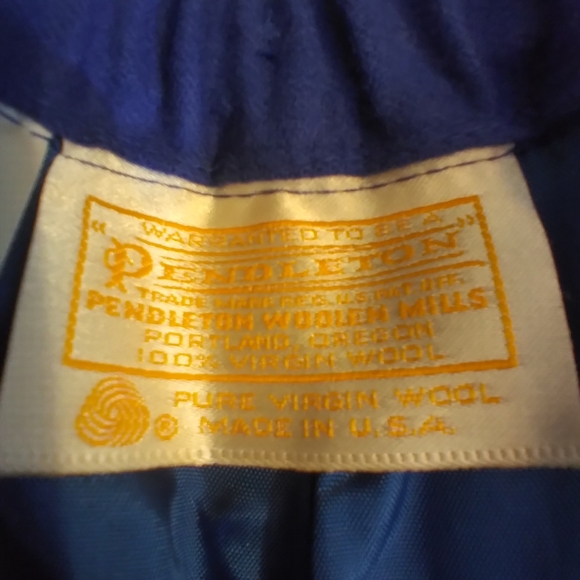 "WARRANTED TO BE A"
PENDLETON
TRADE MARK REG. U.S. PAT. OFF.
PENDLETON WOOLEN MILLS
PORTLAND, OREGON
100% VIRGIN WOOL
PURE VIRGIN WOOL
® MADE IN U.S.A.